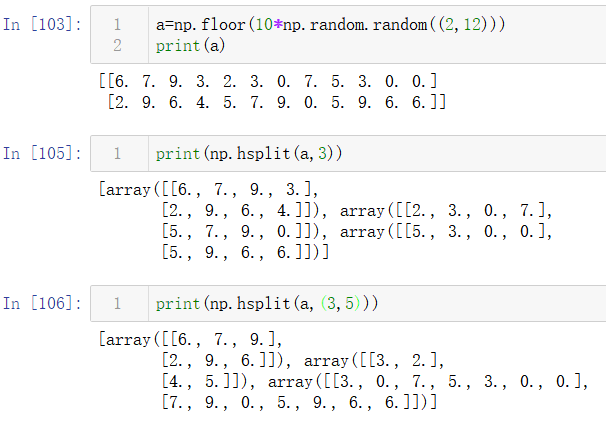 In [103]:
1 a=np.floor(10*np.random.random((2,12)))
2 print(a)
[[6. 7. 9. 3. 2. 3. 0. 7. 5. 3. 0. 0.]
 [2. 9. 6. 4. 5. 7. 9. 0. 5. 9. 6. 6.]]
In [105]:
1 print(np.hsplit(a,3))
[array([[6., 7., 9., 3.],
       [2., 9., 6., 4.]]), array([[2., 3., 0., 7.],
       [5., 7., 9., 0.]]), array([[5., 3., 0., 0.],
       [5., 9., 6., 6.]])]
In [106]:
1 print(np.hsplit(a,(3,5)))
[array([[6., 7., 9.],
       [2., 9., 6.]]), array([[3., 2.],
       [4., 5.]]), array([[3., 0., 7., 5., 3., 0., 0.],
       [7., 9., 0., 5., 9., 6., 6.]])]